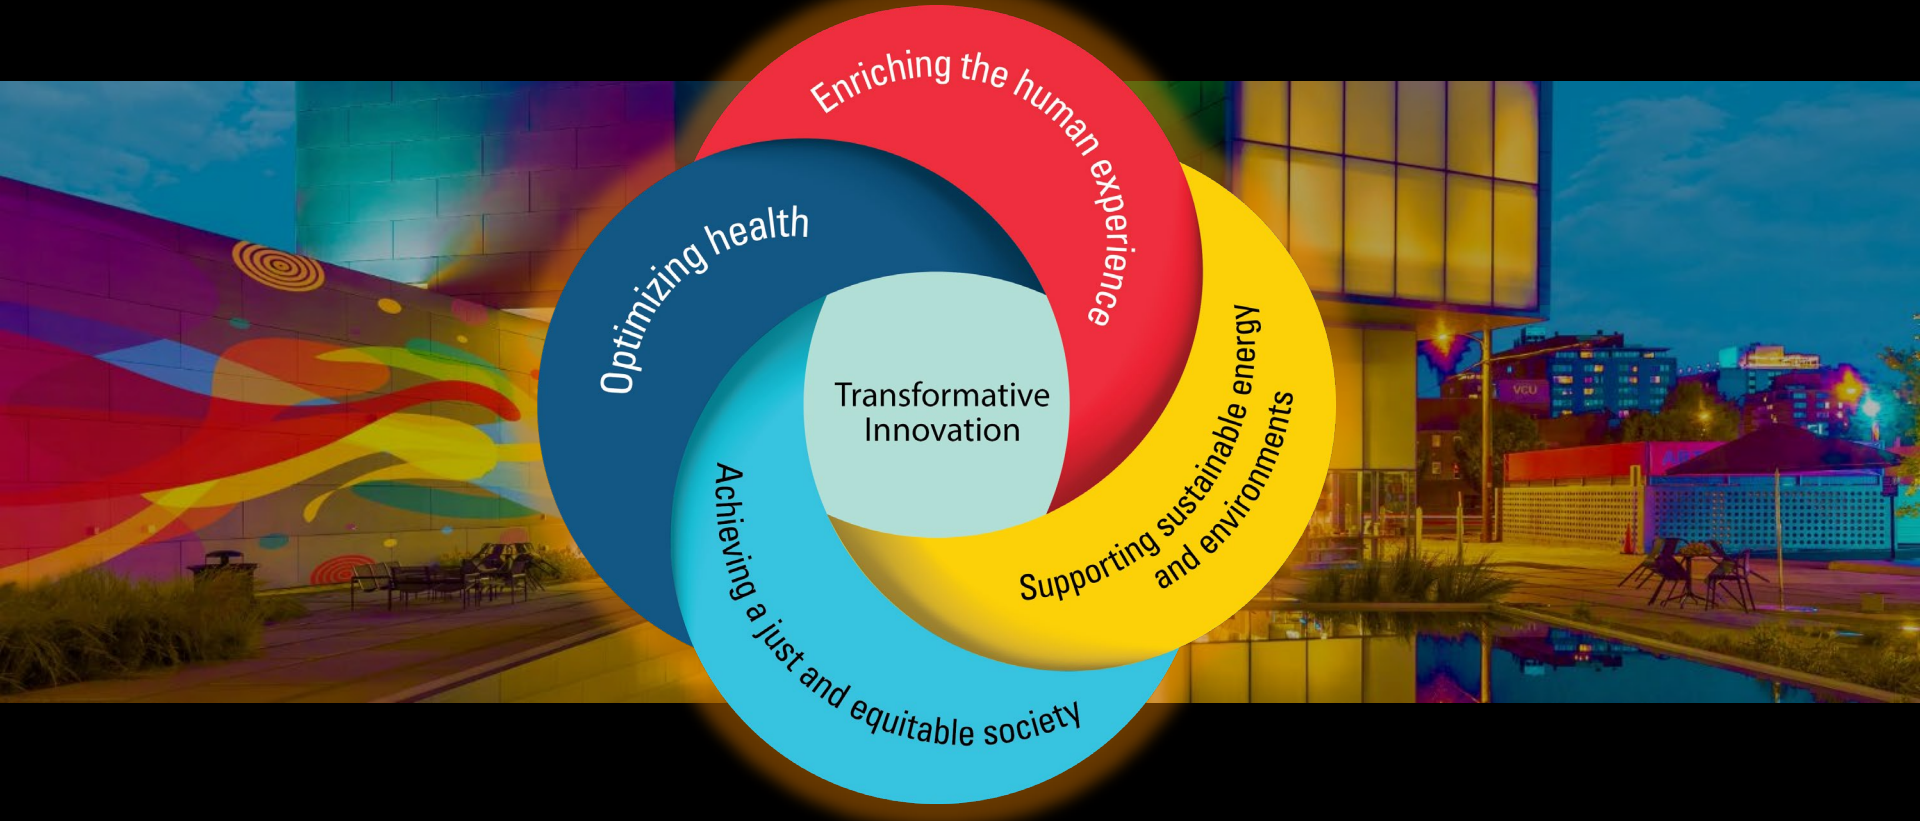 Enriching the human experience
Optimizing health
Transformative
Innovation
Supporting sustainable energy
and environments
Achieving a just and equitable society
VCU